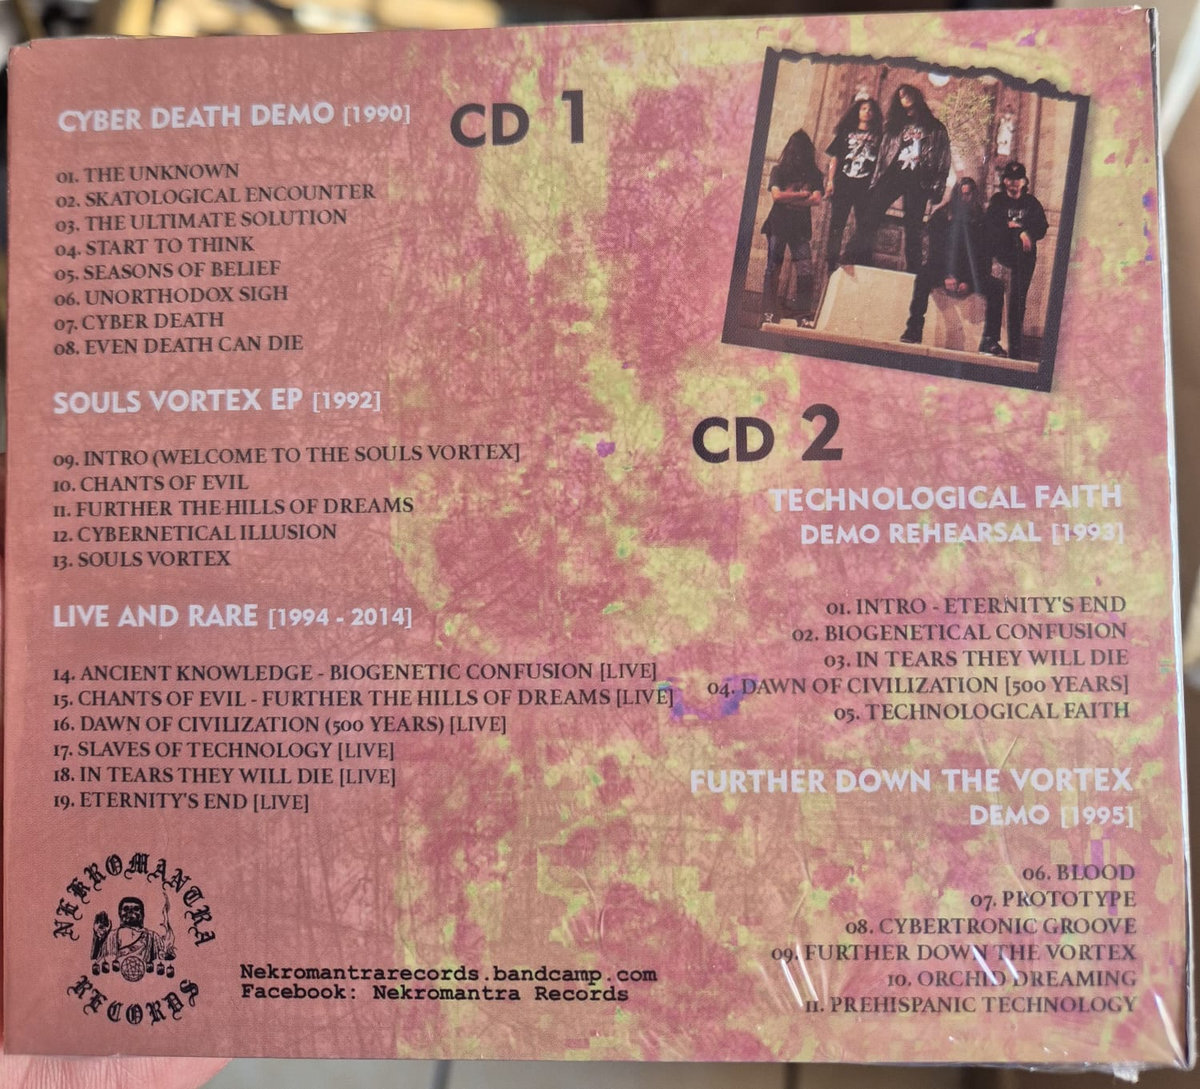 CYBER DEATH DEMO [1990]
CD 1
01. THE UNKNOWN
02. SKATOLOGICAL ENCOUNTER
03. THE ULTIMATE SOLUTION
04. START TO THINK
05. SEASONS OF BELIEF
06. UNORTHODOX SIGH
07. CYBER DEATH
08. EVEN DEATH CAN DIE
SOULS VORTEX EP [1992]
09. INTRO (WELCOME TO THE SOULS VORTEX]
10. CHANTS OF EVIL
11. FURTHER THE HILLS OF DREAMS
12. CYBERNETICAL ILLUSION
13. SOULS VORTEX
LIVE AND RARE [1994 - 2014]
14. ANCIENT KNOWLEDGE - BIOGENETIC CONFUSION [LIVE]
15. CHANTS OF EVIL - FURTHER THE HILLS OF DREAMS [LIVE]
16. DAWN OF CIVILIZATION (500 YEARS) [LIVE]
17. SLAVES OF TECHNOLOGY [LIVE]
18. IN TEARS THEY WILL DIE [LIVE]
19. ETERNITY'S END [LIVE]
CD 2
TECHNOLOGICAL FAITH
DEMO REHEARSAL [1993]
01. INTRO - ETERNITY'S END
02. BIOGENETICAL CONFUSION
03. IN TEARS THEY WILL DIE
04. DAWN OF CIVILIZATION [500 YEARS]
05. TECHNOLOGICAL FAITH
FURTHER DOWN THE VORTEX
DEMO [1995]
06. BLOOD
07. PROTOTYPE
08. CYBERTRONIC GROOVE
09. FURTHER DOWN THE VORTEX
10. ORCHID DREAMING
11. PREHISPANIC TECHNOLOGY
NEKROMANTRA
RECORDS
Nekromantrarecords.bandcamp.com
Facebook: Nekromantra Records